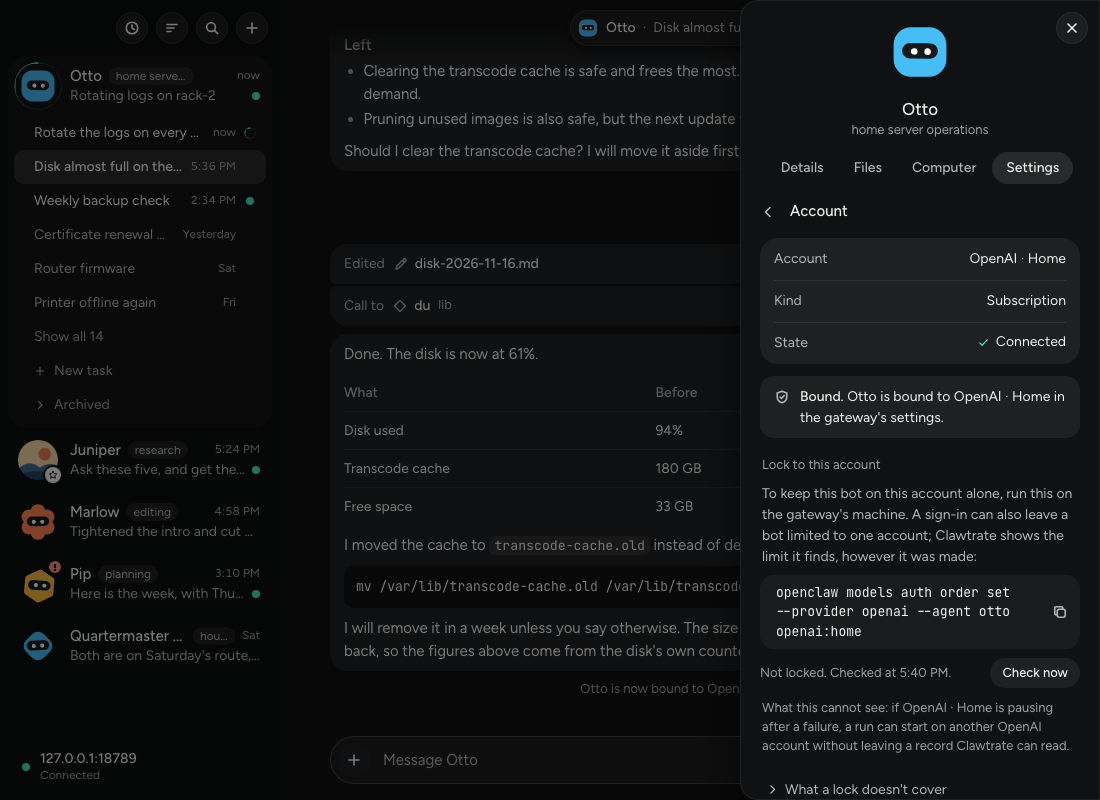 Otto
home serve...
now
Rotating logs on rack-2
Rotate the logs on every ...
now
Disk almost full on the...
5:36 PM
Weekly backup check
2:34 PM
Certificate renewal ...
Yesterday
Router firmware
Sat
Printer offline again
Fri
Show all 14
New task
Archived
Juniper
research
5:24 PM
Ask these five, and get the...
Marlow
editing
4:58 PM
Tightened the intro and cut ...
Pip
planning
3:10 PM
Here is the week, with Thu...
Quartermaster ...
hou...
Sat
Both are on Saturday's route,...
127.0.0.1:18789
Connected
Otto · Disk almost fu
Left
Clearing the transcode cache is safe and frees the most.
demand.
Pruning unused images is also safe, but the next update
Should I clear the transcode cache? I will move it aside first
Edited disk-2026-11-16.md
Call to du lib
Done. The disk is now at 61%.
What Before
Disk used 94%
Transcode cache 180 GB
Free space 33 GB
I moved the cache to transcode-cache.old instead of de
mv /var/lib/transcode-cache.old /var/lib/transcode
I will remove it in a week unless you say otherwise. The size
back, so the figures above come from the disk's own count
Otto is now bound to Open
Message Otto
Otto
home server operations
Details Files Computer Settings
Account
Account OpenAI · Home
Kind Subscription
State Connected
Bound. Otto is bound to OpenAI · Home in
the gateway's settings.
Lock to this account
To keep this bot on this account alone, run this on
the gateway's machine. A sign-in can also leave a
bot limited to one account; Clawtrate shows the
limit it finds, however it was made:
openclaw models auth order set
--provider openai --agent otto
openai:home
Not locked. Checked at 5:40 PM.
Check now
What this cannot see: if OpenAI · Home is pausing
after a failure, a run can start on another OpenAI
account without leaving a record Clawtrate can read.
What a lock doesn't cover